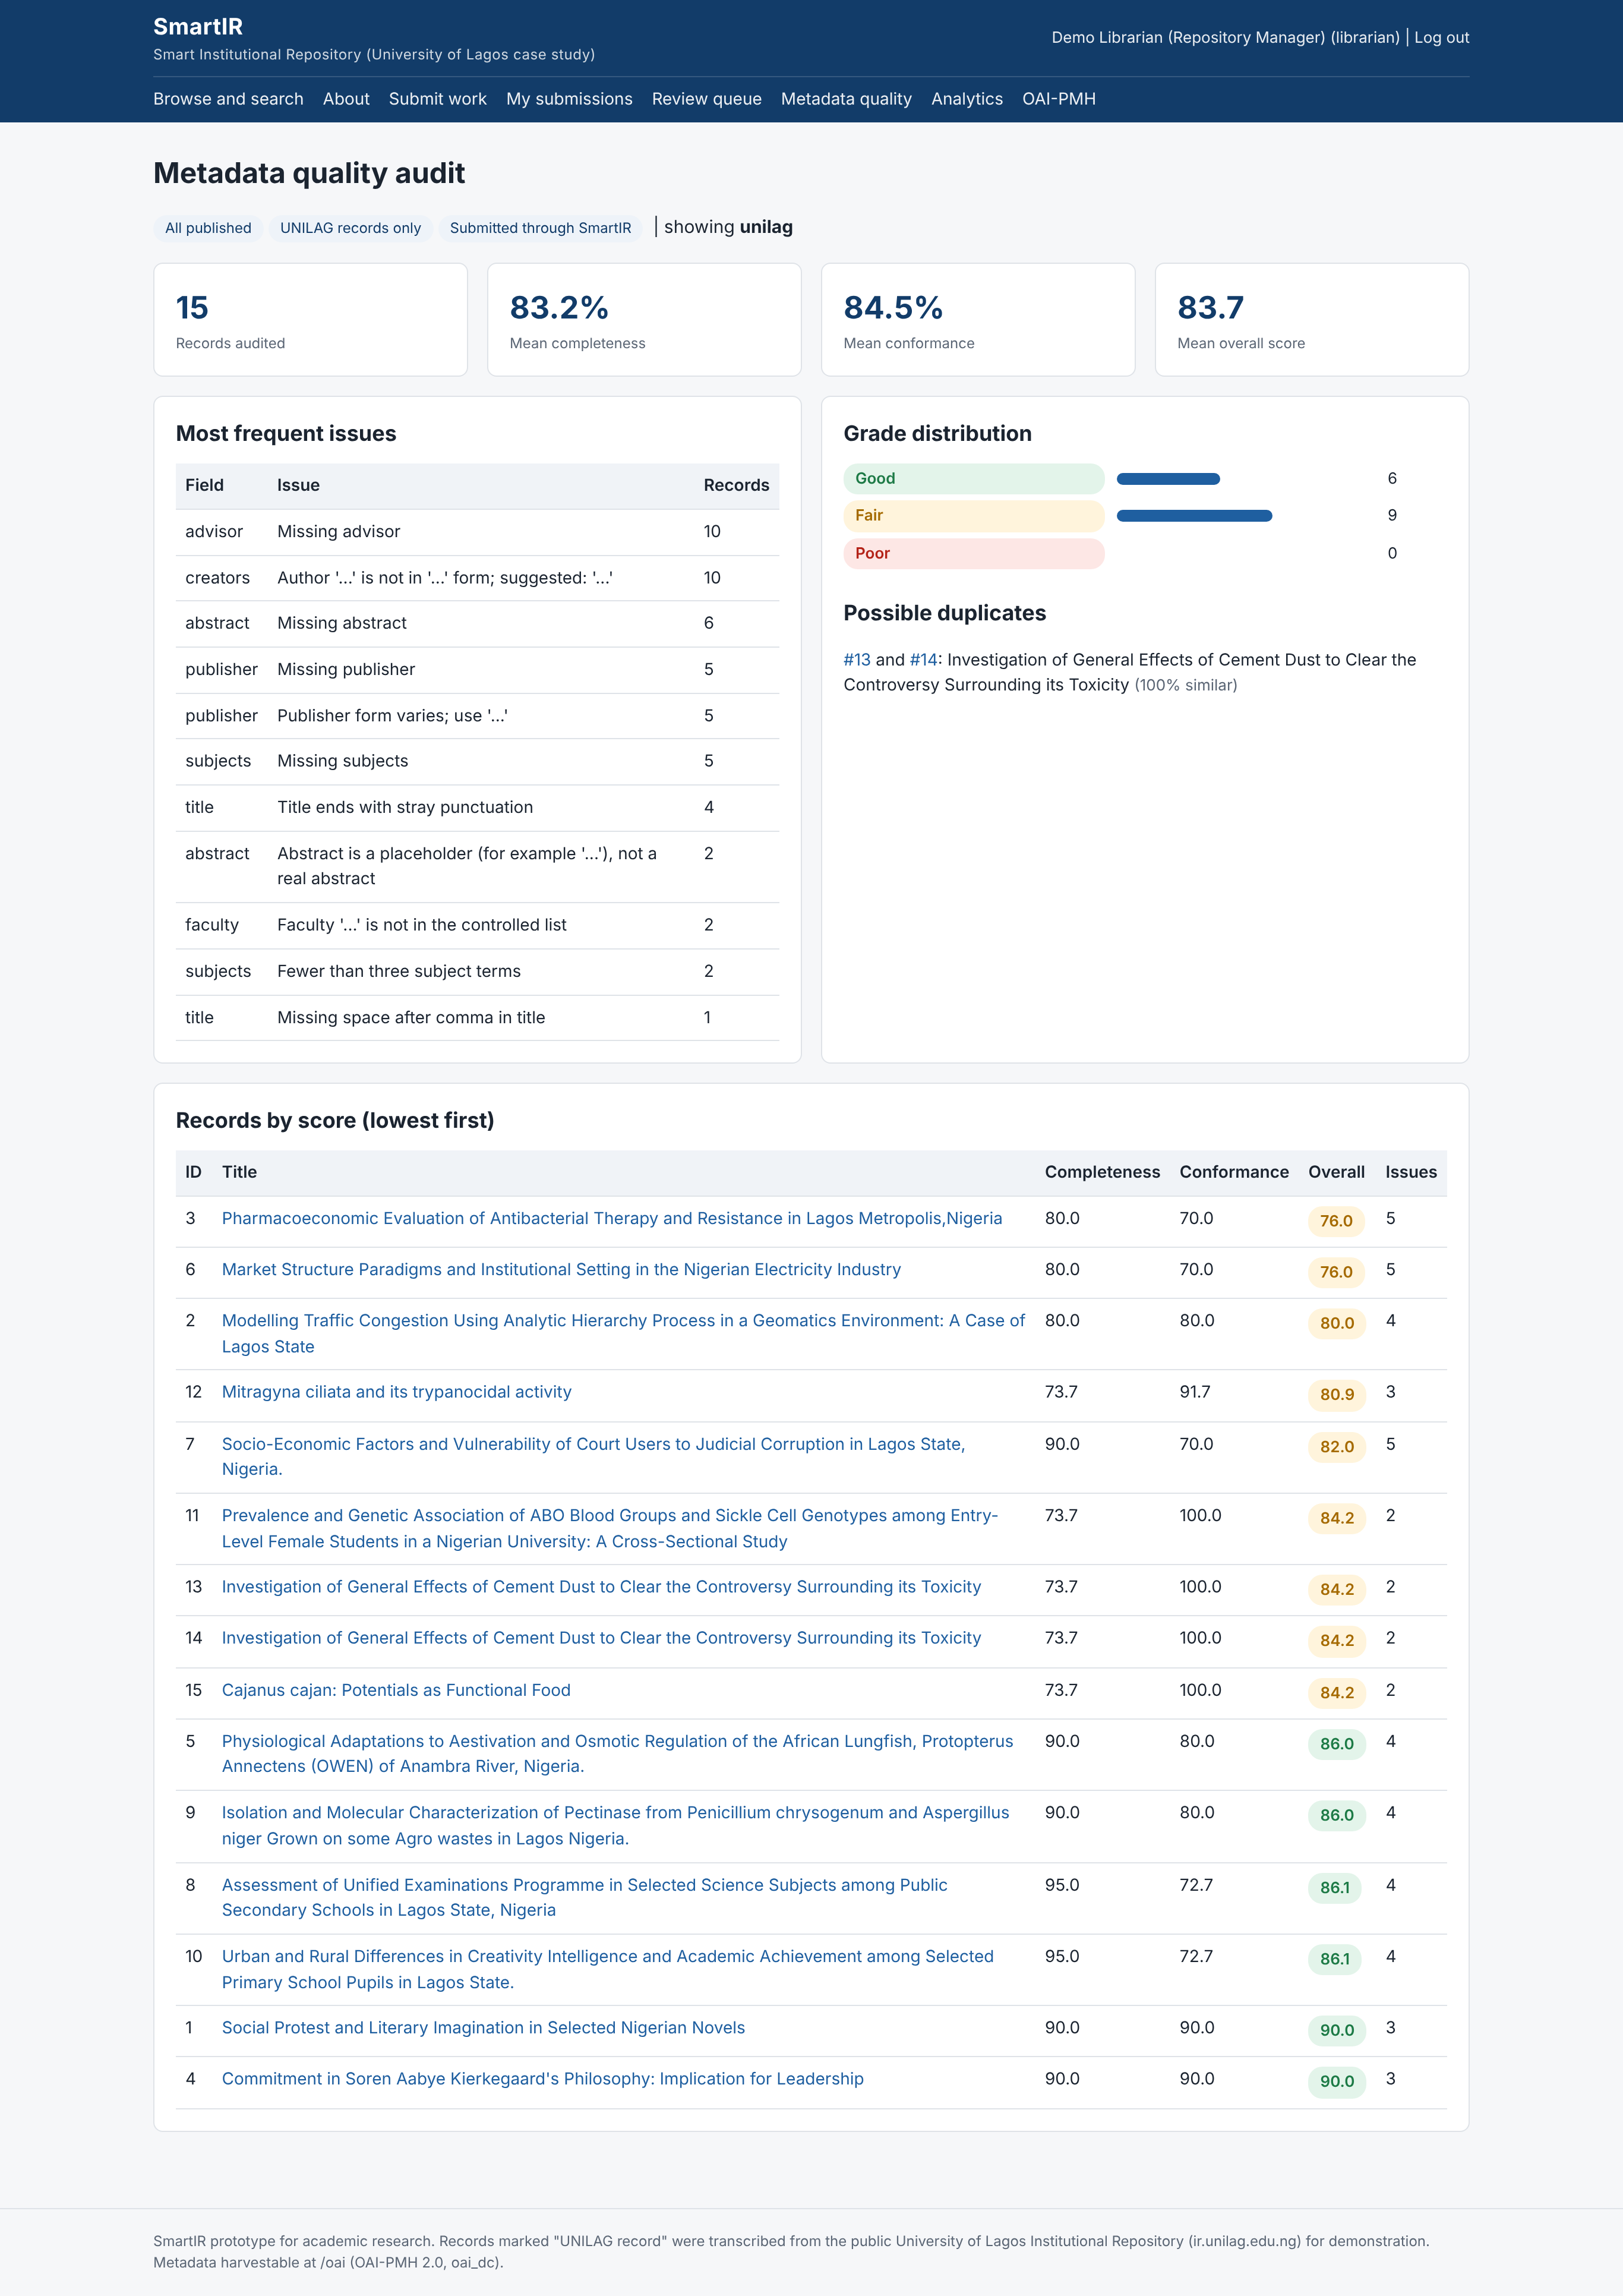 SmartIR
Smart Institutional Repository (University of Lagos case study)
Demo Librarian (Repository Manager) (librarian) | Log out
Browse and search About Submit work My submissions Review queue Metadata quality Analytics OAI-PMH
Metadata quality audit
All published UNILAG records only Submitted through SmartIR | showing unilag
15
Records audited
83.2%
Mean completeness
84.5%
Mean conformance
83.7
Mean overall score
Most frequent issues
Field Issue Records
advisor Missing advisor 10
creators Author '...' is not in '...' form; suggested: '...' 10
abstract Missing abstract 6
publisher Missing publisher 5
publisher Publisher form varies; use '...' 5
subjects Missing subjects 5
title Title ends with stray punctuation 4
abstract Abstract is a placeholder (for example '...'), not a 2
real abstract
faculty Faculty '...' is not in the controlled list 2
subjects Fewer than three subject terms 2
title Missing space after comma in title 1
Grade distribution
Good 6
Fair 9
Poor 0
Possible duplicates
#13 and #14: Investigation of General Effects of Cement Dust to Clear the
Controversy Surrounding its Toxicity (100% similar)
Records by score (lowest first)
ID Title Completeness Conformance Overall Issues
3 Pharmacoeconomic Evaluation of Antibacterial Therapy and Resistance in Lagos Metropolis,Nigeria 80.0 70.0 76.0 5
6 Market Structure Paradigms and Institutional Setting in the Nigerian Electricity Industry 80.0 70.0 76.0 5
2 Modelling Traffic Congestion Using Analytic Hierarchy Process in a Geomatics Environment: A Case of 80.0 80.0 80.0 4
Lagos State
12 Mitragyna ciliata and its trypanocidal activity 73.7 91.7 80.9 3
7 Socio-Economic Factors and Vulnerability of Court Users to Judicial Corruption in Lagos State, 90.0 70.0 82.0 5
Nigeria.
11 Prevalence and Genetic Association of ABO Blood Groups and Sickle Cell Genotypes among Entry- 73.7 100.0 84.2 2
Level Female Students in a Nigerian University: A Cross-Sectional Study
13 Investigation of General Effects of Cement Dust to Clear the Controversy Surrounding its Toxicity 73.7 100.0 84.2 2
14 Investigation of General Effects of Cement Dust to Clear the Controversy Surrounding its Toxicity 73.7 100.0 84.2 2
15 Cajanus cajan: Potentials as Functional Food 73.7 100.0 84.2 2
5 Physiological Adaptations to Aestivation and Osmotic Regulation of the African Lungfish, Protopterus 90.0 80.0 86.0 4
Annectens (OWEN) of Anambra River, Nigeria.
9 Isolation and Molecular Characterization of Pectinase from Penicillium chrysogenum and Aspergillus 90.0 80.0 86.0 4
niger Grown on some Agro wastes in Lagos Nigeria.
8 Assessment of Unified Examinations Programme in Selected Science Subjects among Public 95.0 72.7 86.1 4
Secondary Schools in Lagos State, Nigeria
10 Urban and Rural Differences in Creativity Intelligence and Academic Achievement among Selected 95.0 72.7 86.1 4
Primary School Pupils in Lagos State.
1 Social Protest and Literary Imagination in Selected Nigerian Novels 90.0 90.0 90.0 3
4 Commitment in Soren Aabye Kierkegaard's Philosophy: Implication for Leadership 90.0 90.0 90.0 3
SmartIR prototype for academic research. Records marked "UNILAG record" were transcribed from the public University of Lagos Institutional Repository (ir.unilag.edu.ng) for demonstration.
Metadata harvestable at /oai (OAI-PMH 2.0, oai_dc).